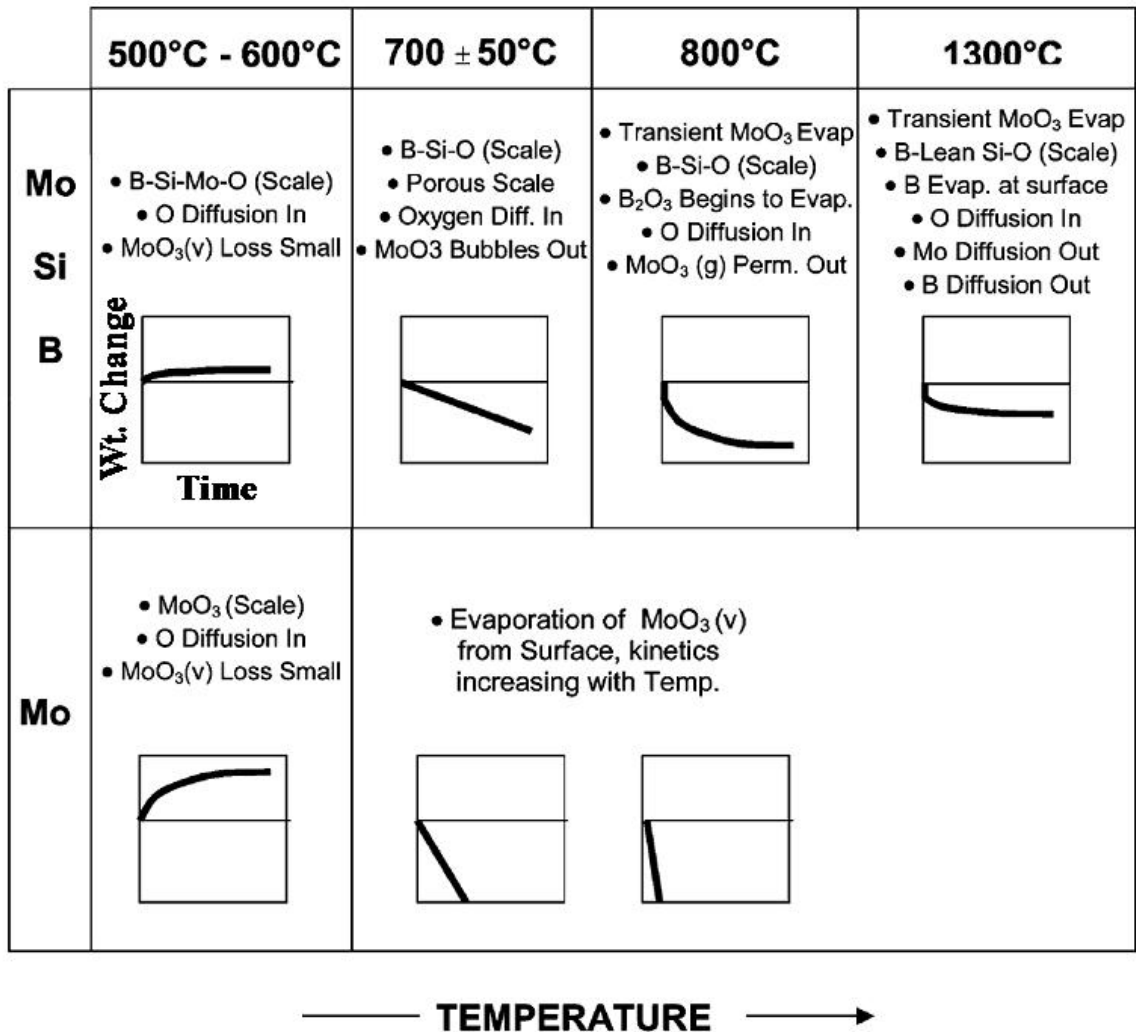 500°C - 600°C
700 ± 50°C
800°C
1300°C
Mo
Si
B
• B-Si-Mo-O (Scale)
• O Diffusion In
• MoO₃(v) Loss Small
Wt. Change
Time
• B-Si-O (Scale)
• Porous Scale
• Oxygen Diff. In
• MoO3 Bubbles Out
• Transient MoO₃ Evap
• B-Si-O (Scale)
• B₂O₃ Begins to Evap.
• O Diffusion In
• MoO₃ (g) Perm. Out
• Transient MoO₃ Evap
• B-Lean Si-O (Scale)
• B Evap. at surface
• O Diffusion In
• Mo Diffusion Out
• B Diffusion Out
Mo
• MoO₃ (Scale)
• O Diffusion In
• MoO₃(v) Loss Small
• Evaporation of MoO₃ (v)
from Surface, kinetics
increasing with Temp.
TEMPERATURE